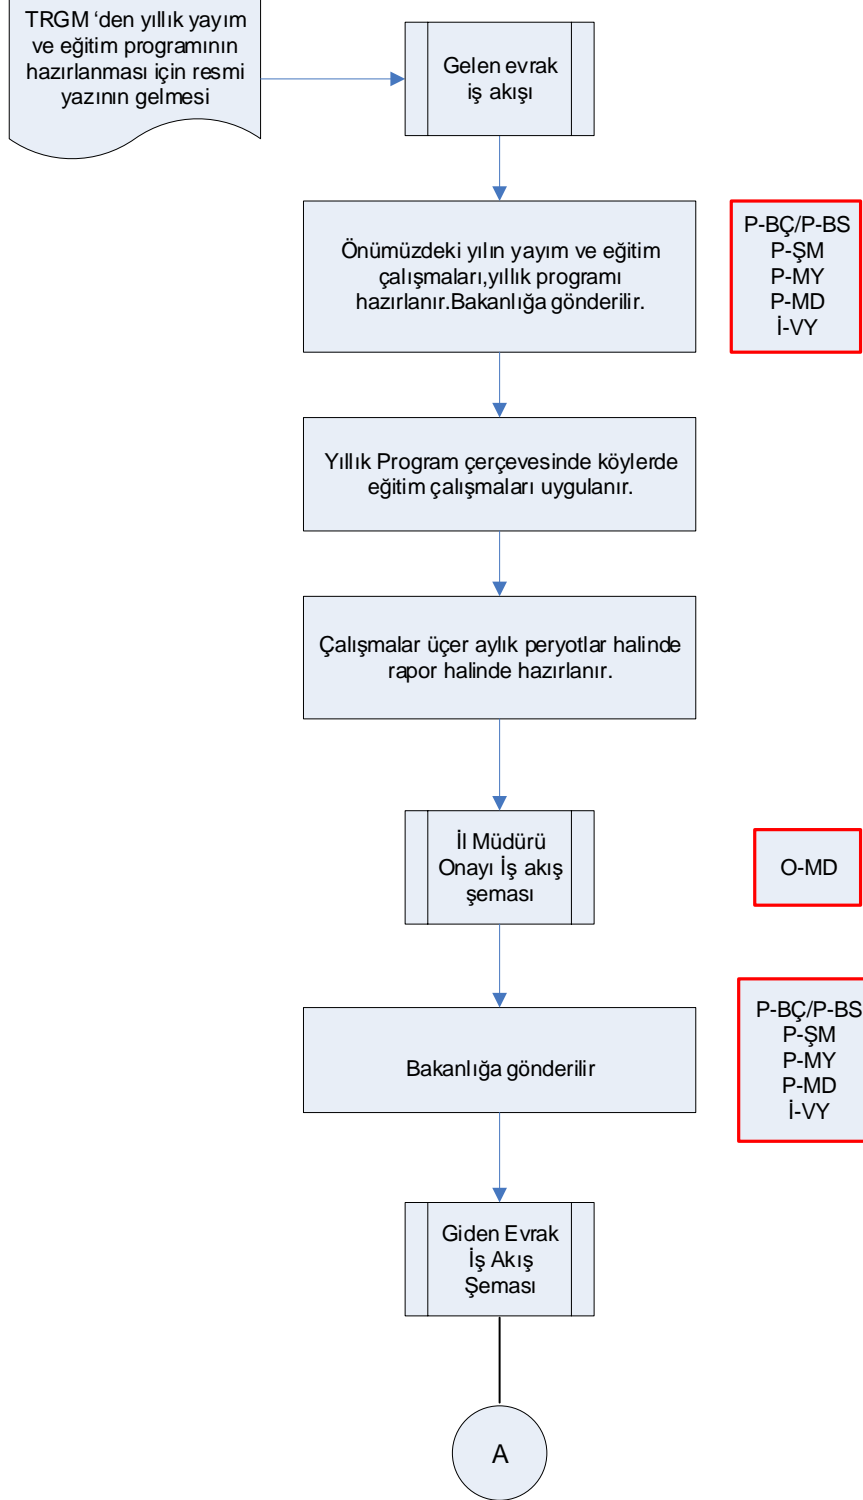 TRGM ‘den yıllık yayım
ve eğitim programının
hazırlanması için resmi
yazının gelmesi
Gelen evrak
iş akışı
Önümüzdeki yılın yayım ve eğitim
çalışmaları,yıllık programı
hazırlanır.Bakanlığa gönderilir.
P-BÇ/P-BS
P-ŞM
P-MY
P-MD
İ-VY
Yıllık Program çerçevesinde köylerde
eğitim çalışmaları uygulanır.
Çalışmalar üçer aylık peryotlar halinde
rapor halinde hazırlanır.
İl Müdürü
Onayı İş akış
şeması
O-MD
Bakanlığa gönderilir
P-BÇ/P-BS
P-ŞM
P-MY
P-MD
İ-VY
Giden Evrak
İş Akış
Şeması
A